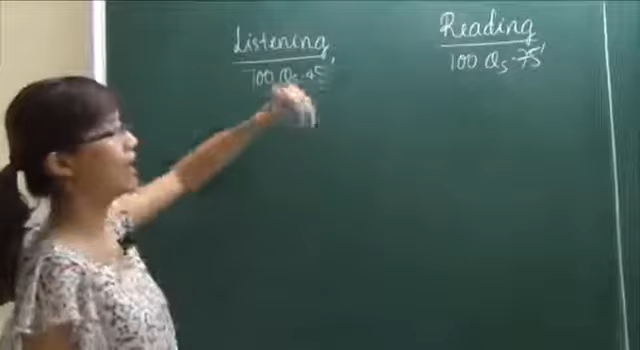 Listening
100 Qs - 45'
Reading
100 Qs - 75'